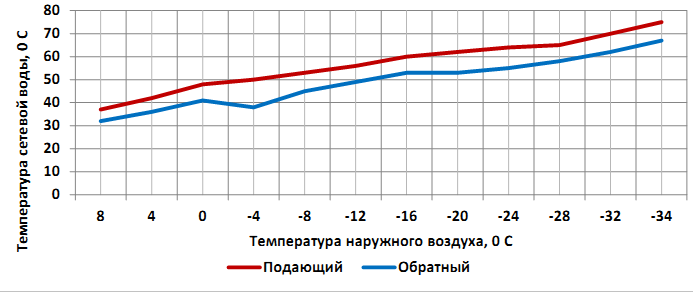 Температура сетевой воды, 0 С
80
70
60
50
40
30
20
10
0
8 4 0 -4 -8 -12 -16 -20 -24 -28 -32 -34
Температура наружного воздуха, 0 С
Подающий Обратный